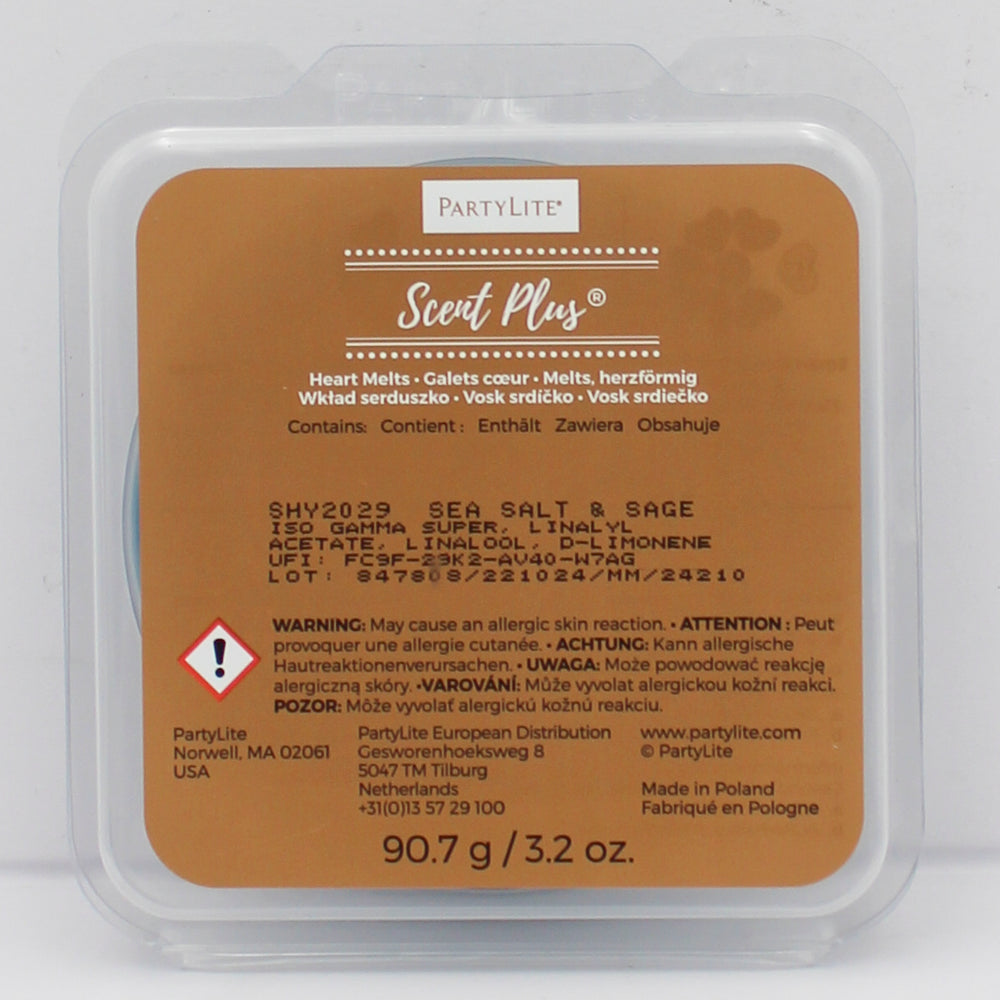 PARTYLITE®
Scent Plus®
Heart Melts • Galets cœur • Melts, herzförmig
Wkład serduszko • Vosk srdíčko • Vosk srdiečko
Contains: Contient : Enthält Zawiera Obsahuje
SHY2029 SEA SALT & SAGE
ISO GAMMA SUPER, LINALYL
ACETATE, LINALOOL, D-LIMONENE
UFI: FC9F-29K2-AV40-W7AG
LOT: 847808/221024/MM/24210
WARNING: May cause an allergic skin reaction. • ATTENTION : Peut
provoquer une allergie cutanée. • ACHTUNG: Kann allergische
Hautreaktionenverursachen. • UWAGA: Może powodować reakcję
alergiczną skóry. •VAROVÁNÍ: Může vyvolat alergickou kožní reakci.
POZOR: Môže vyvolať alergickú kožnú reakciu.
PartyLite
Norwell, MA 02061
USA
PartyLite European Distribution
Gesworenhoeksweg 8
5047 TM Tilburg
Netherlands
+31(0)13 57 29 100
www.partylite.com
© PartyLite
Made in Poland
Fabriqué en Pologne
90.7 g / 3.2 oz.